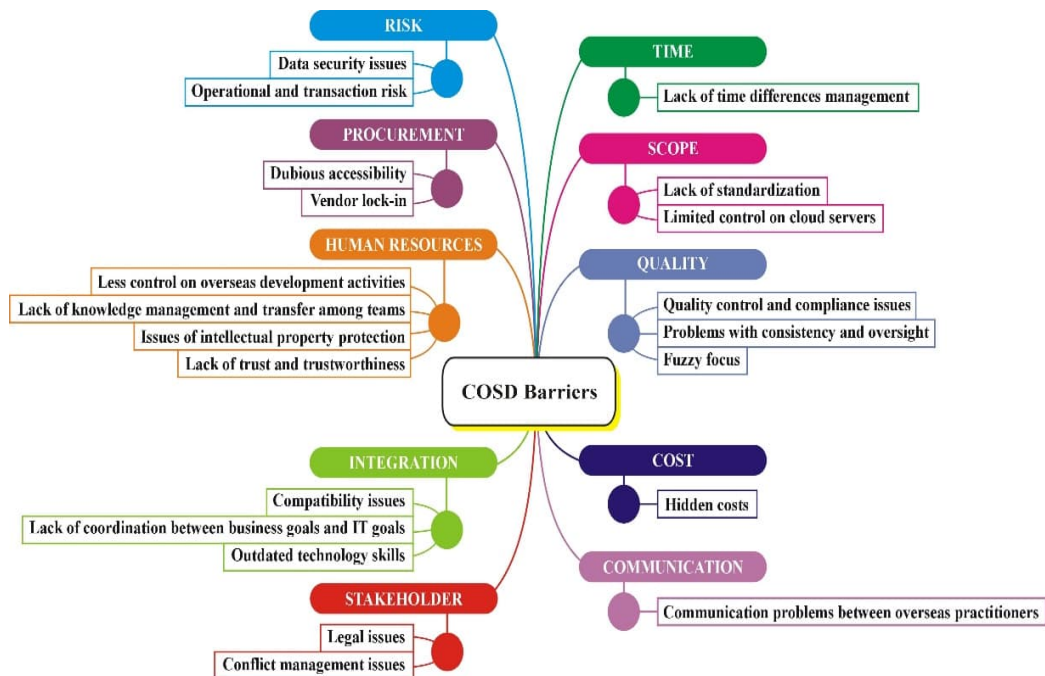 RISK
Data security issues
Operational and transaction risk
PROCUREMENT
Dubious accessibility
Vendor lock-in
HUMAN RESOURCES
Less control on overseas development activities
Lack of knowledge management and transfer among teams
Issues of intellectual property protection
Lack of trust and trustworthiness
INTEGRATION
Compatibility issues
Lack of coordination between business goals and IT goals
Outdated technology skills
STAKEHOLDER
Legal issues
Conflict management issues
COSD Barriers
TIME
Lack of time differences management
SCOPE
Lack of standardization
Limited control on cloud servers
QUALITY
Quality control and compliance issues
Problems with consistency and oversight
Fuzzy focus
COST
Hidden costs
COMMUNICATION
Communication problems between overseas practitioners